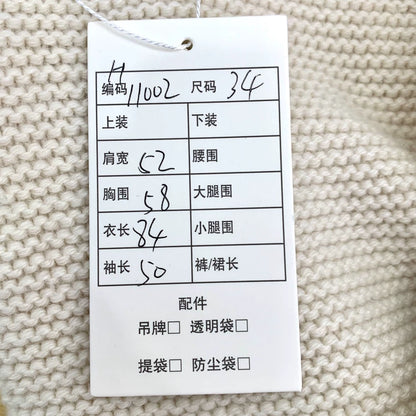 H
编码 11002 尺码 34
上装 下装
肩宽 52 腰围
胸围 58 大腿围
衣长 84 小腿围
袖长 50 裤/裙长
配件
吊牌□ 透明袋□
提袋□ 防尘袋□